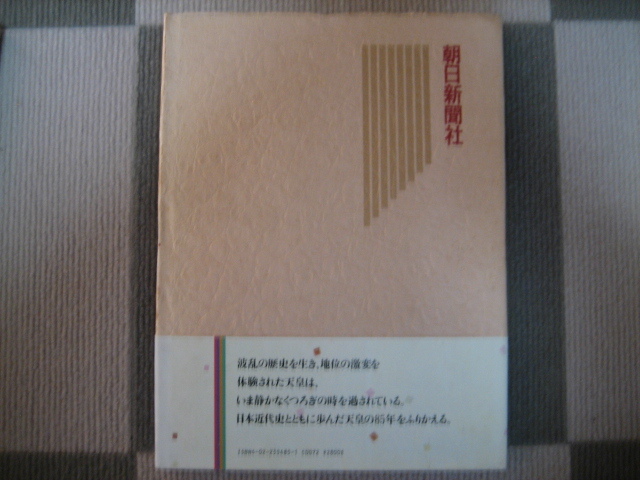 朝日新聞社
波乱の歴史を生き、地位の激変を
体験された天皇は、
いま静かなくつろぎの時を過されている。
日本近代史とともに歩んだ天皇の85年をふりかえる。